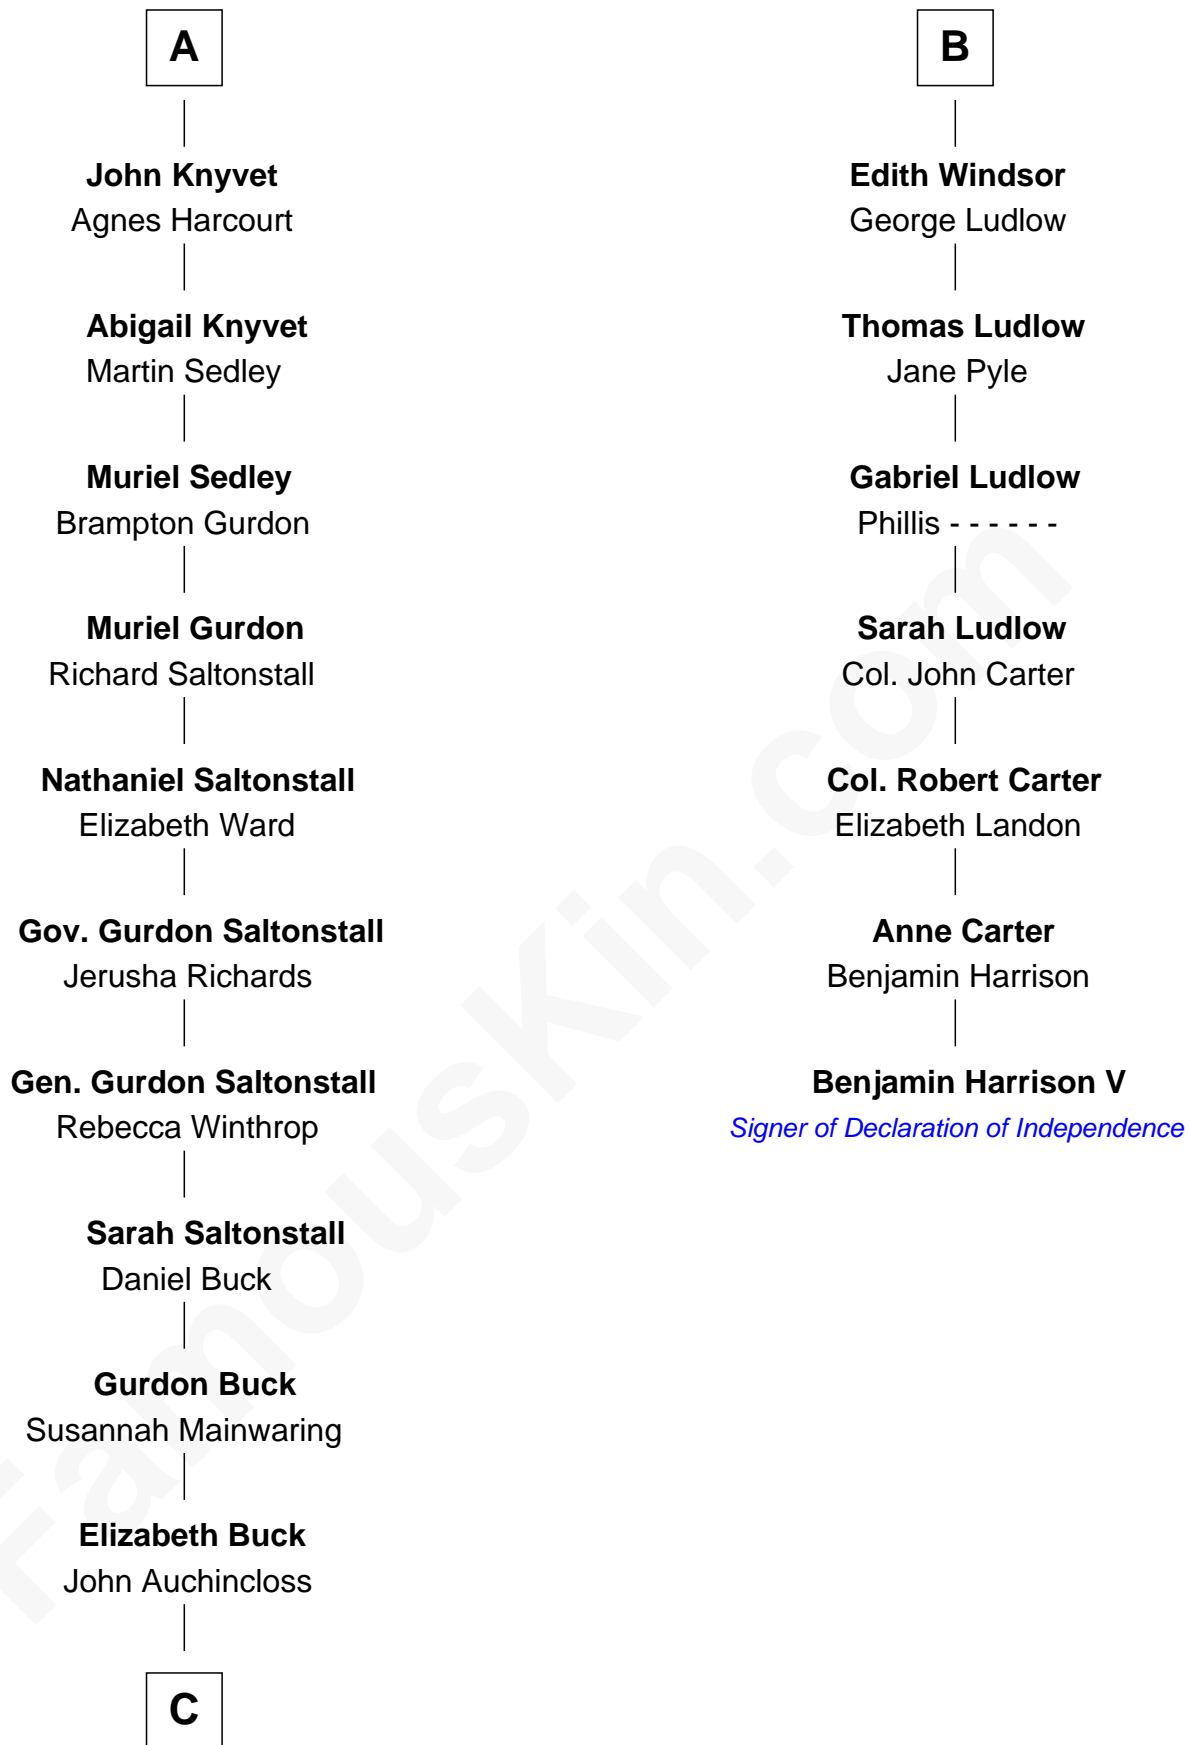 A
John Knyvet
Agnes Harcourt
Abigail Knyvet
Martin Sedley
Muriel Sedley
Brampton Gurdon
Muriel Gurdon
Richard Saltonstall
Nathaniel Saltonstall
Elizabeth Ward
Gov. Gurdon Saltonstall
Jerusha Richards
Gen. Gurdon Saltonstall
Rebecca Winthrop
Sarah Saltonstall
Daniel Buck
Gurdon Buck
Susannah Mainwaring
Elizabeth Buck
John Auchincloss
C
B
Edith Windsor
George Ludlow
Thomas Ludlow
Jane Pyle
Gabriel Ludlow
Phillis - - - - - -
Sarah Ludlow
Col. John Carter
Col. Robert Carter
Elizabeth Landon
Anne Carter
Benjamin Harrison
Benjamin Harrison V
Signer of Declaration of Independence
FamousKin.com